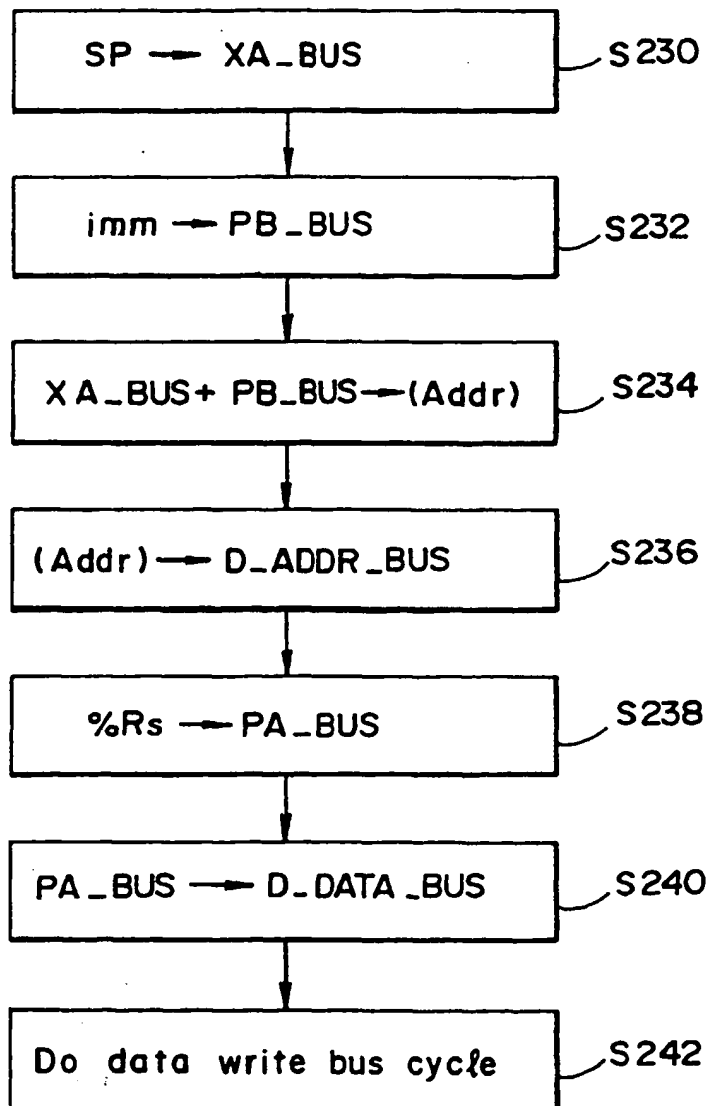 SP → XA_BUS S230
imm → PB_BUS S232
XA_BUS + PB_BUS → (Addr) S234
(Addr) → D_ADDR_BUS S236
%Rs → PA_BUS S238
PA_BUS → D_DATA_BUS S240
Do data write bus cycle S242